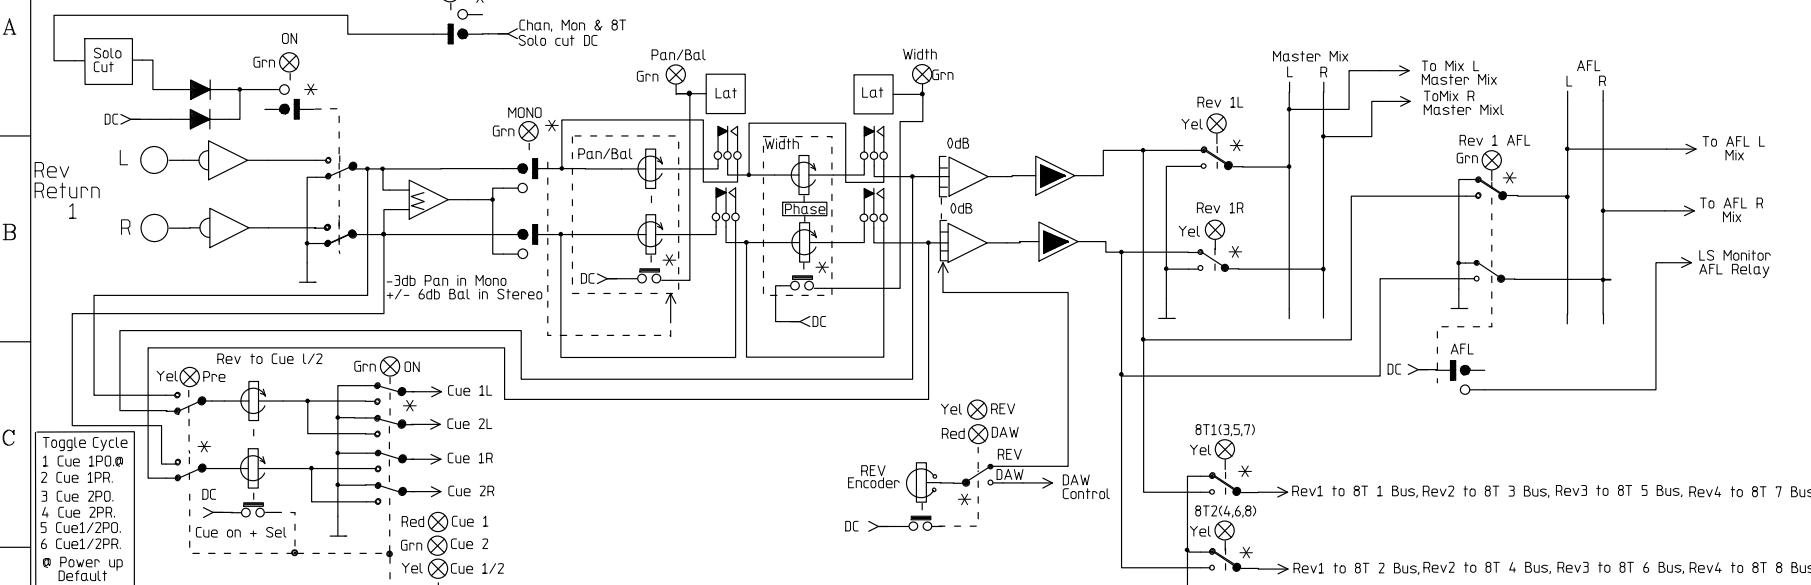 A
B
C
Solo
Cut
ON
Grn
DC
Chan, Mon & 8T
Solo cut DC
Rev
Return
1
L
R
MONO
Grn
-3db Pan in Mono
+/- 6db Bal in Stereo
Pan/Bal
Grn
Lat
Pan/Bal
DC
Width
Grn
Lat
Width
Phase
DC
0dB
0dB
Rev 1L
Yel
Rev 1R
Yel
Master Mix
L R
To Mix L
Master Mix
ToMix R
Master Mixl
AFL
L R
Rev 1 AFL
Grn
To AFL L
Mix
To AFL R
Mix
LS Monitor
AFL Relay
DC
AFL
Rev to Cue 1/2
Yel Pre
Grn ON
Cue 1L
Cue 2L
Cue 1R
Cue 2R
DC
Cue on + Sel
Red Cue 1
Grn Cue 2
Yel Cue 1/2
Toggle Cycle
1 Cue 1PO.@
2 Cue 1PR.
3 Cue 2PO.
4 Cue 2PR.
5 Cue1/2PO.
6 Cue1/2PR.
@ Power up
Default
Yel REV
Red DAW
REV
DAW
REV
Encoder
DAW
Control
DC
8T1(3,5,7)
Yel
Rev1 to 8T 1 Bus, Rev2 to 8T 3 Bus, Rev3 to 8T 5 Bus, Rev4 to 8T 7 Bus
8T2(4,6,8)
Yel
Rev1 to 8T 2 Bus, Rev2 to 8T 4 Bus, Rev3 to 8T 6 Bus, Rev4 to 8T 8 Bus